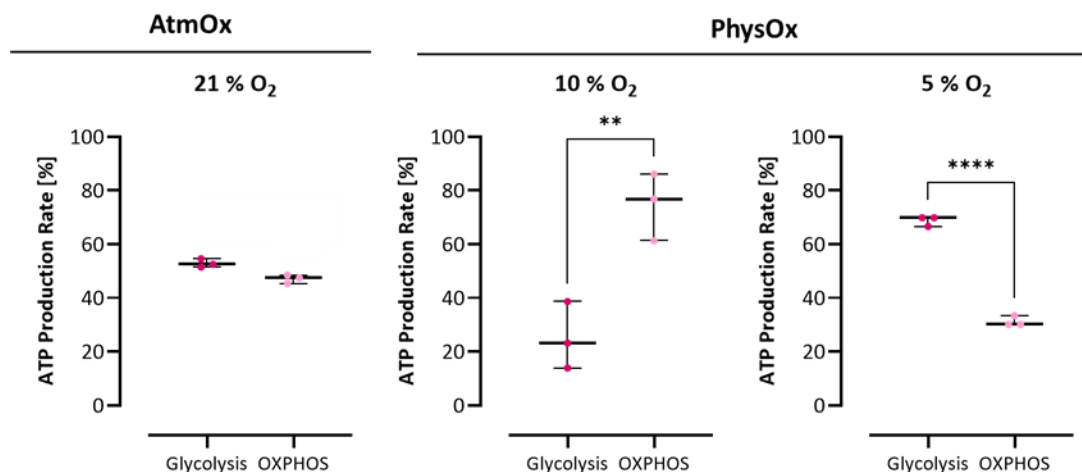 AtmOx
PhysOx
21 % O₂
10 % O₂
5 % O₂
ATP Production Rate [%]
100
80
60
40
20
0
Glycolysis OXPHOS
ATP Production Rate [%]
100
80
60
40
20
0
**
Glycolysis OXPHOS
ATP Production Rate [%]
100
80
60
40
20
0
****
Glycolysis OXPHOS